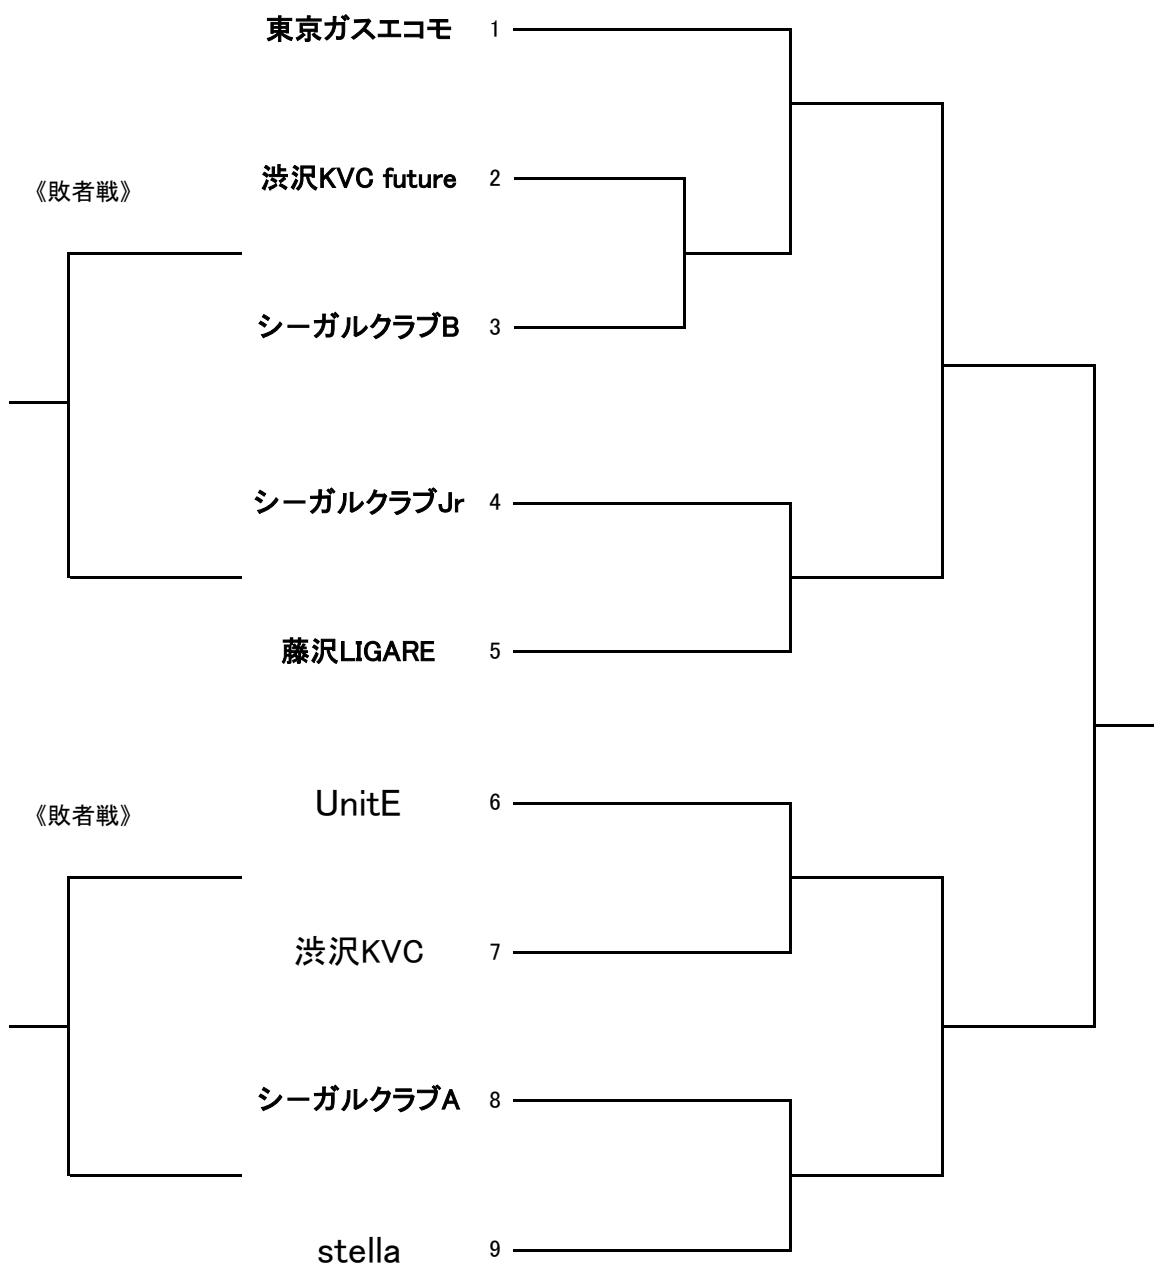 東京ガスエコモ 1
渋沢KVC future 2
《敗者戦》
シーガルクラブB 3
シーガルクラブJr 4
藤沢LIGARE 5
UnitE 6
《敗者戦》
渋沢KVC 7
シーガルクラブA 8
stella 9